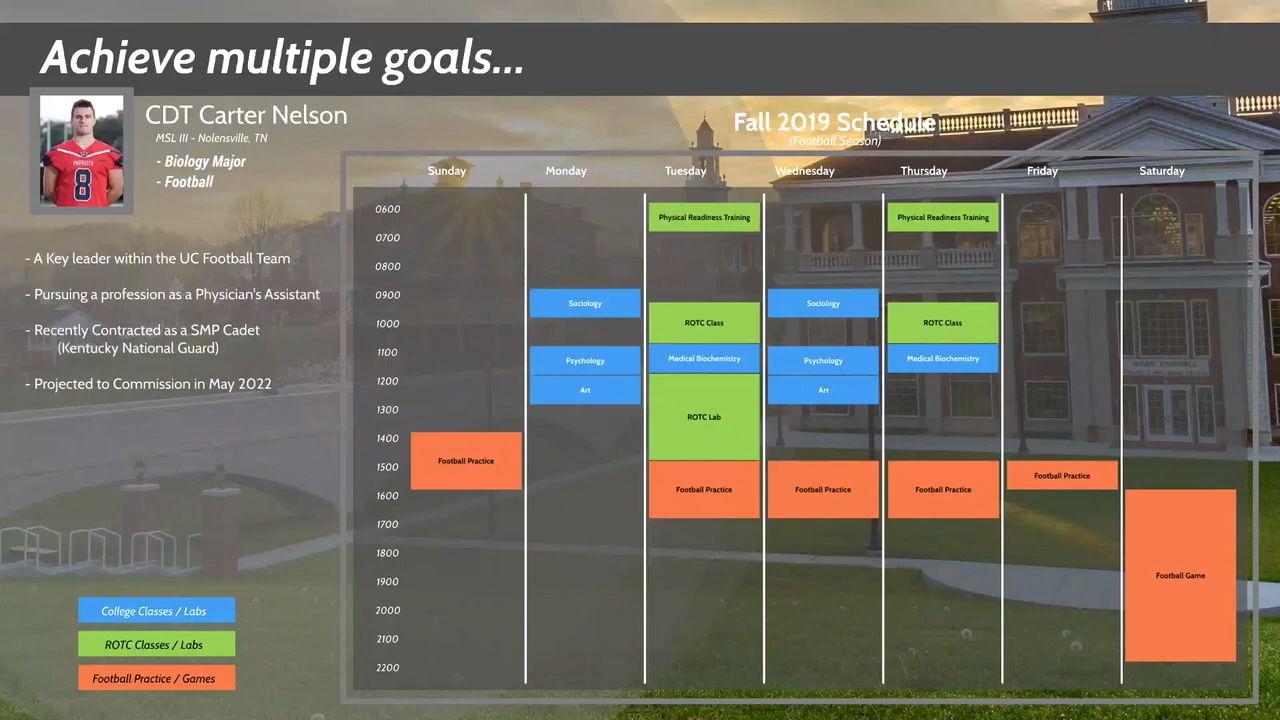 Achieve multiple goals...
CDT Carter Nelson
MSL III - Nolensville, TN
- Biology Major
- Football
PATRIOTS
8
- A Key leader within the UC Football Team
- Pursuing a profession as a Physician's Assistant
- Recently Contracted as a SMP Cadet
(Kentucky National Guard)
- Projected to Commission in May 2022
College Classes / Labs
ROTC Classes / Labs
Football Practice / Games
Fall 2019 Schedule
(Football Season)
Sunday Monday Tuesday Wednesday Thursday Friday Saturday
0600
Physical Readiness Training Physical Readiness Training
0700
0800
0900
Sociology Sociology
1000
ROTC Class ROTC Class
1100
Psychology Medical Biochemistry Psychology Medical Biochemistry
1200
Art Art
1300
ROTC Lab
1400
Football Practice
1500
Football Practice
1600
Football Practice Football Practice Football Practice
1700
1800
Football Game
1900
2000
2100
2200